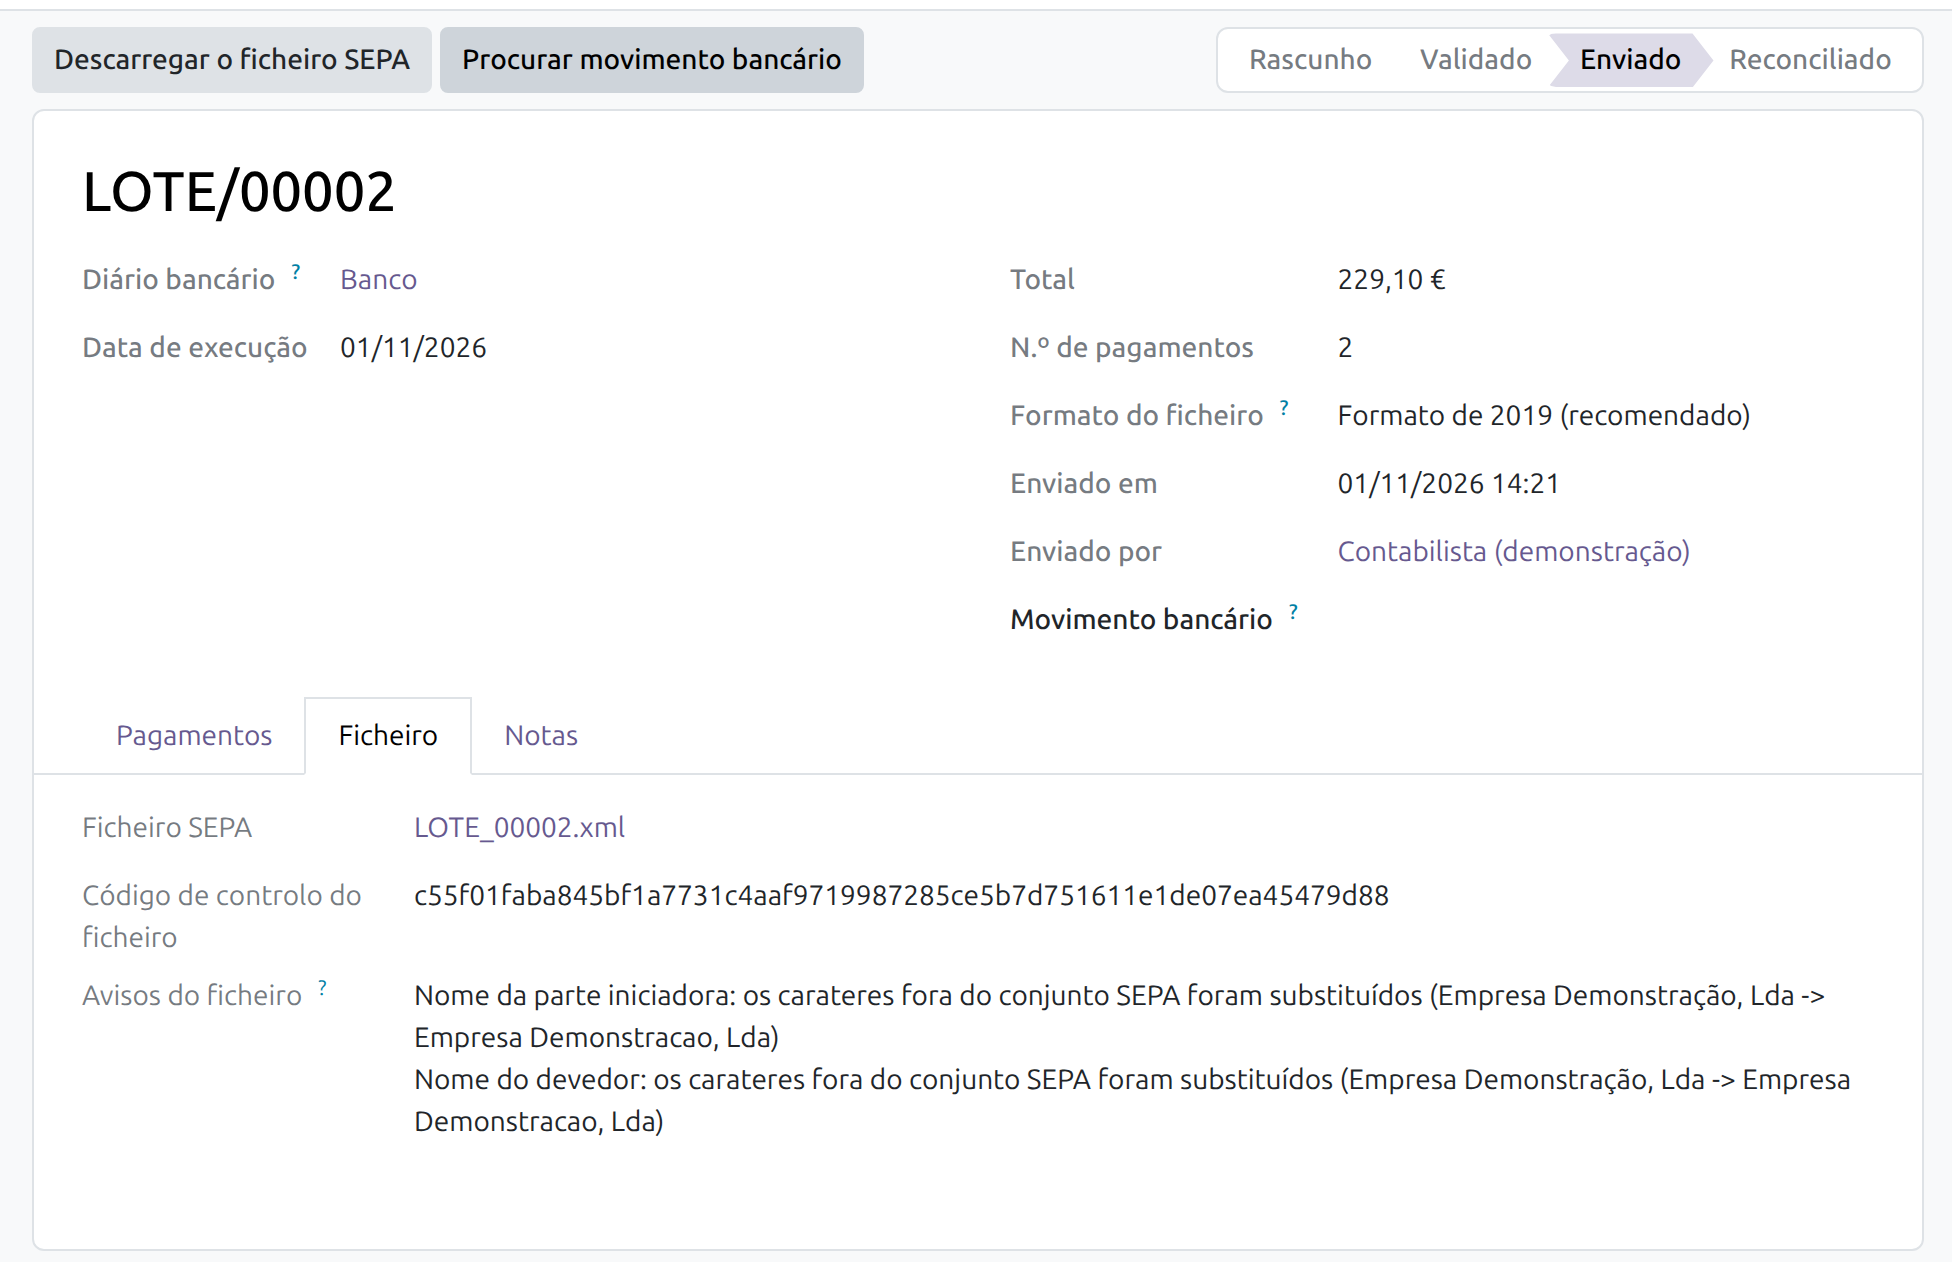 Descarregar o ficheiro SEPA
Procurar movimento bancário
Rascunho
Validado
Enviado
Reconciliado
LOTE/00002
Diário bancário ?
Banco
Data de execução
01/11/2026
Total
229,10 €
N.º de pagamentos
2
Formato do ficheiro ?
Formato de 2019 (recomendado)
Enviado em
01/11/2026 14:21
Enviado por
Contabilista (demonstração)
Movimento bancário ?
Pagamentos
Ficheiro
Notas
Ficheiro SEPA
LOTE_00002.xml
Código de controlo do
ficheiro
c55f01faba845bf1a7731c4aaf9719987285ce5b7d751611e1de07ea45479d88
Avisos do ficheiro ?
Nome da parte iniciadora: os carateres fora do conjunto SEPA foram substituídos (Empresa Demonstração, Lda ->
Empresa Demonstracao, Lda)
Nome do devedor: os carateres fora do conjunto SEPA foram substituídos (Empresa Demonstração, Lda -> Empresa
Demonstracao, Lda)